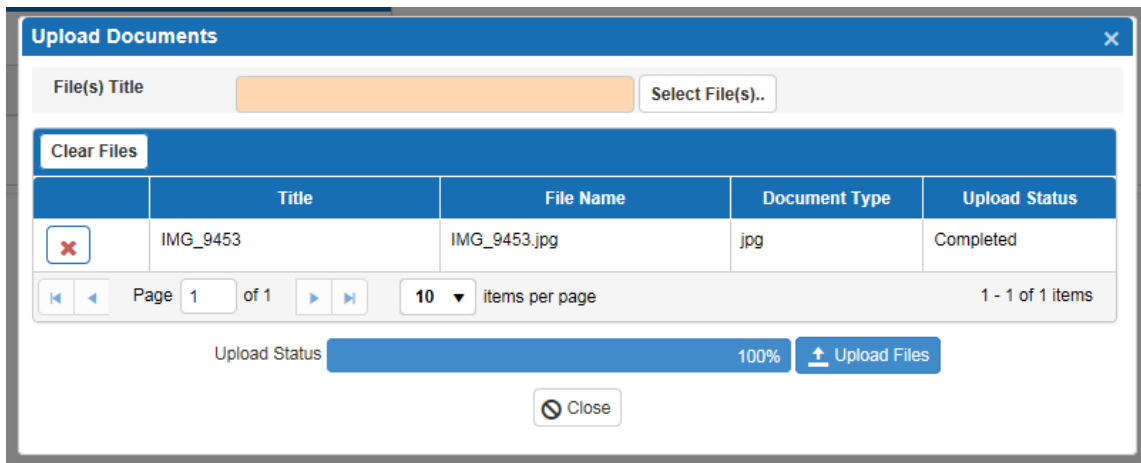 Upload Documents
File(s) Title Select File(s)..
Clear Files
Title File Name Document Type Upload Status
IMG_9453 IMG_9453.jpg jpg Completed
Page 1 of 1 10 items per page 1 - 1 of 1 items
Upload Status 100% Upload Files
Close